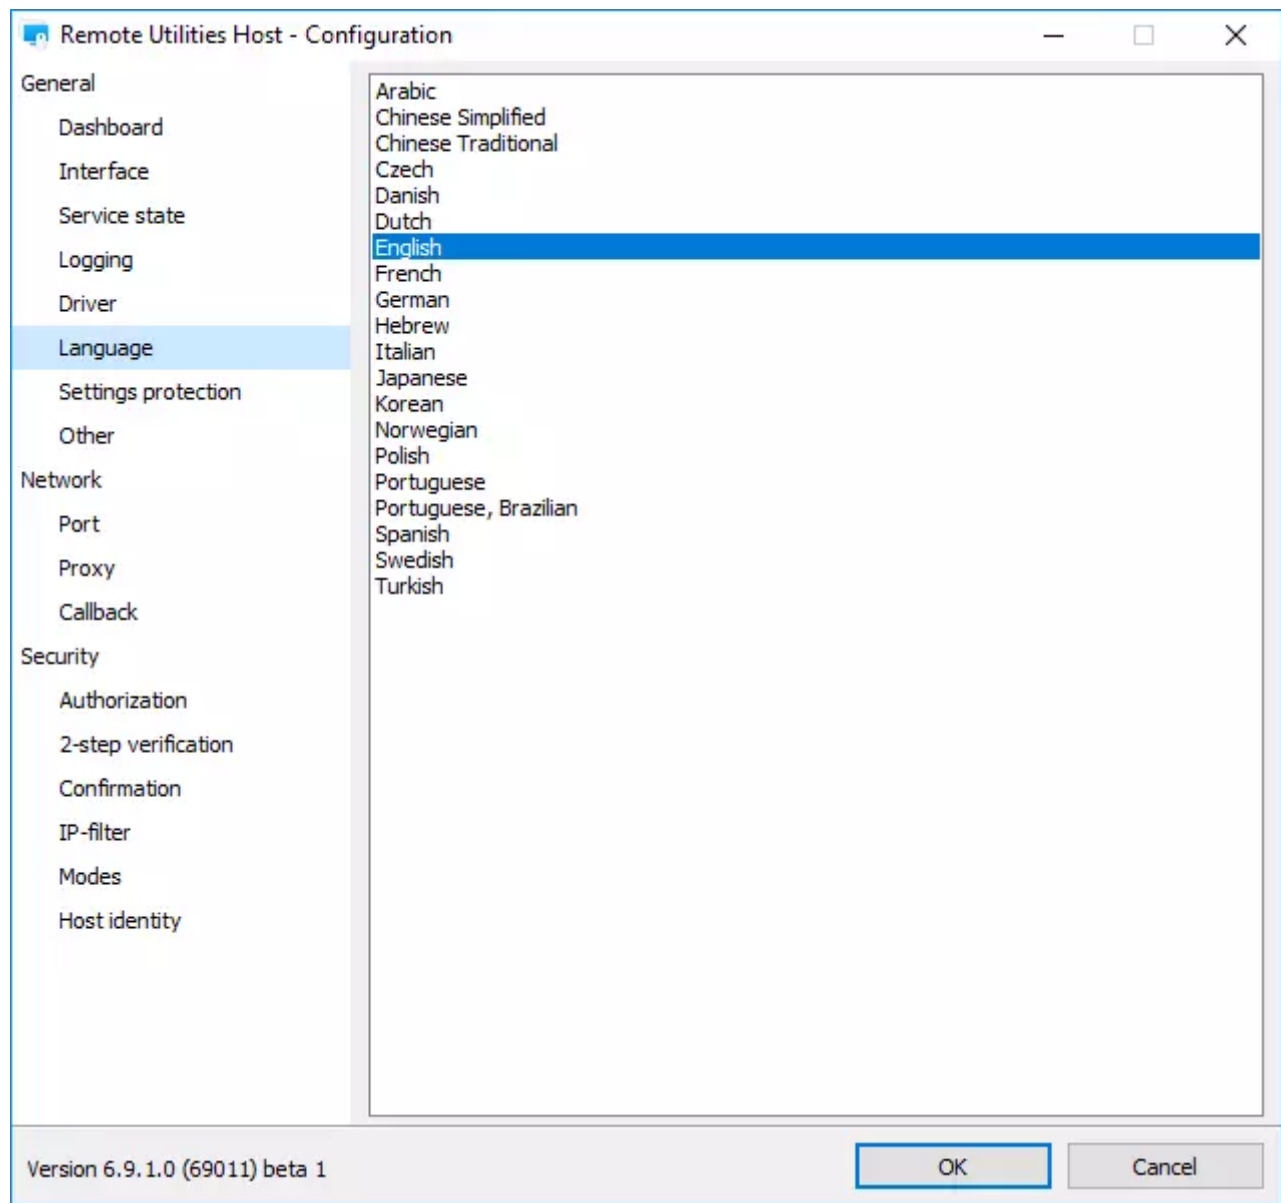 Remote Utilities Host - Configuration
General
Dashboard
Interface
Service state
Logging
Driver
Language
Settings protection
Other
Network
Port
Proxy
Callback
Security
Authorization
2-step verification
Confirmation
IP-filter
Modes
Host identity
Arabic
Chinese Simplified
Chinese Traditional
Czech
Danish
Dutch
English
French
German
Hebrew
Italian
Japanese
Korean
Norwegian
Polish
Portuguese
Portuguese, Brazilian
Spanish
Swedish
Turkish
Version 6.9.1.0 (69011) beta 1
OK
Cancel